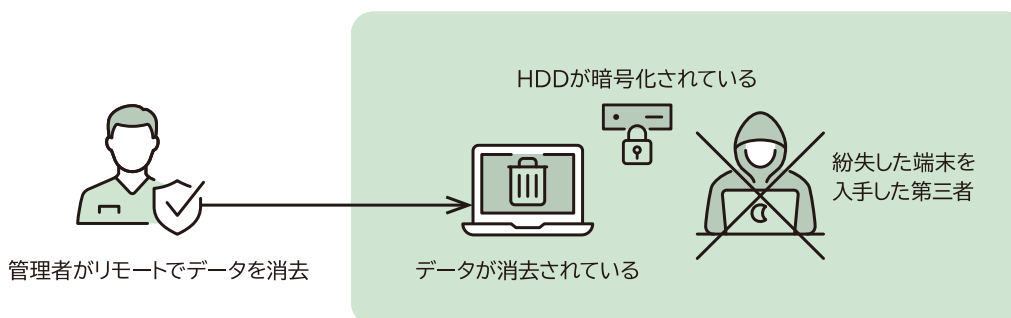 HDDが暗号化されている
紛失した端末を
入手した第三者
管理者がリモートでデータを消去
データが消去されている